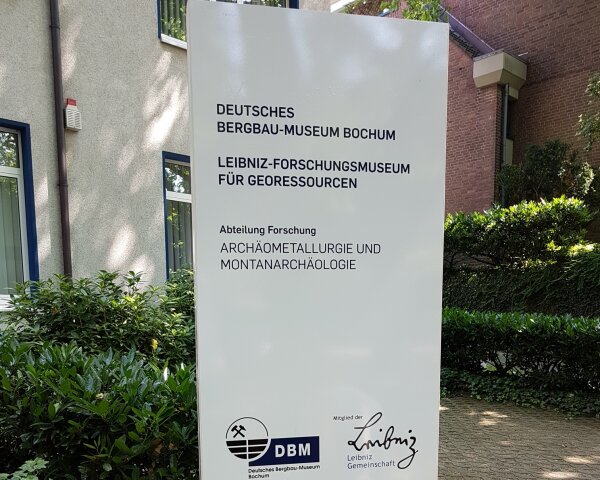 DEUTSCHES
BERGBAU-MUSEUM BOCHUM
LEIBNIZ-FORSCHUNGSMUSEUM
FÜR GEORESSOURCEN
Abteilung Forschung
ARCHÄOMETALLURGIE UND
MONTANARCHÄOLOGIE
DBM
Deutsches Bergbau-Museum
Bochum
Mitglied der
Leibniz
Leibniz
Gemeinschaft